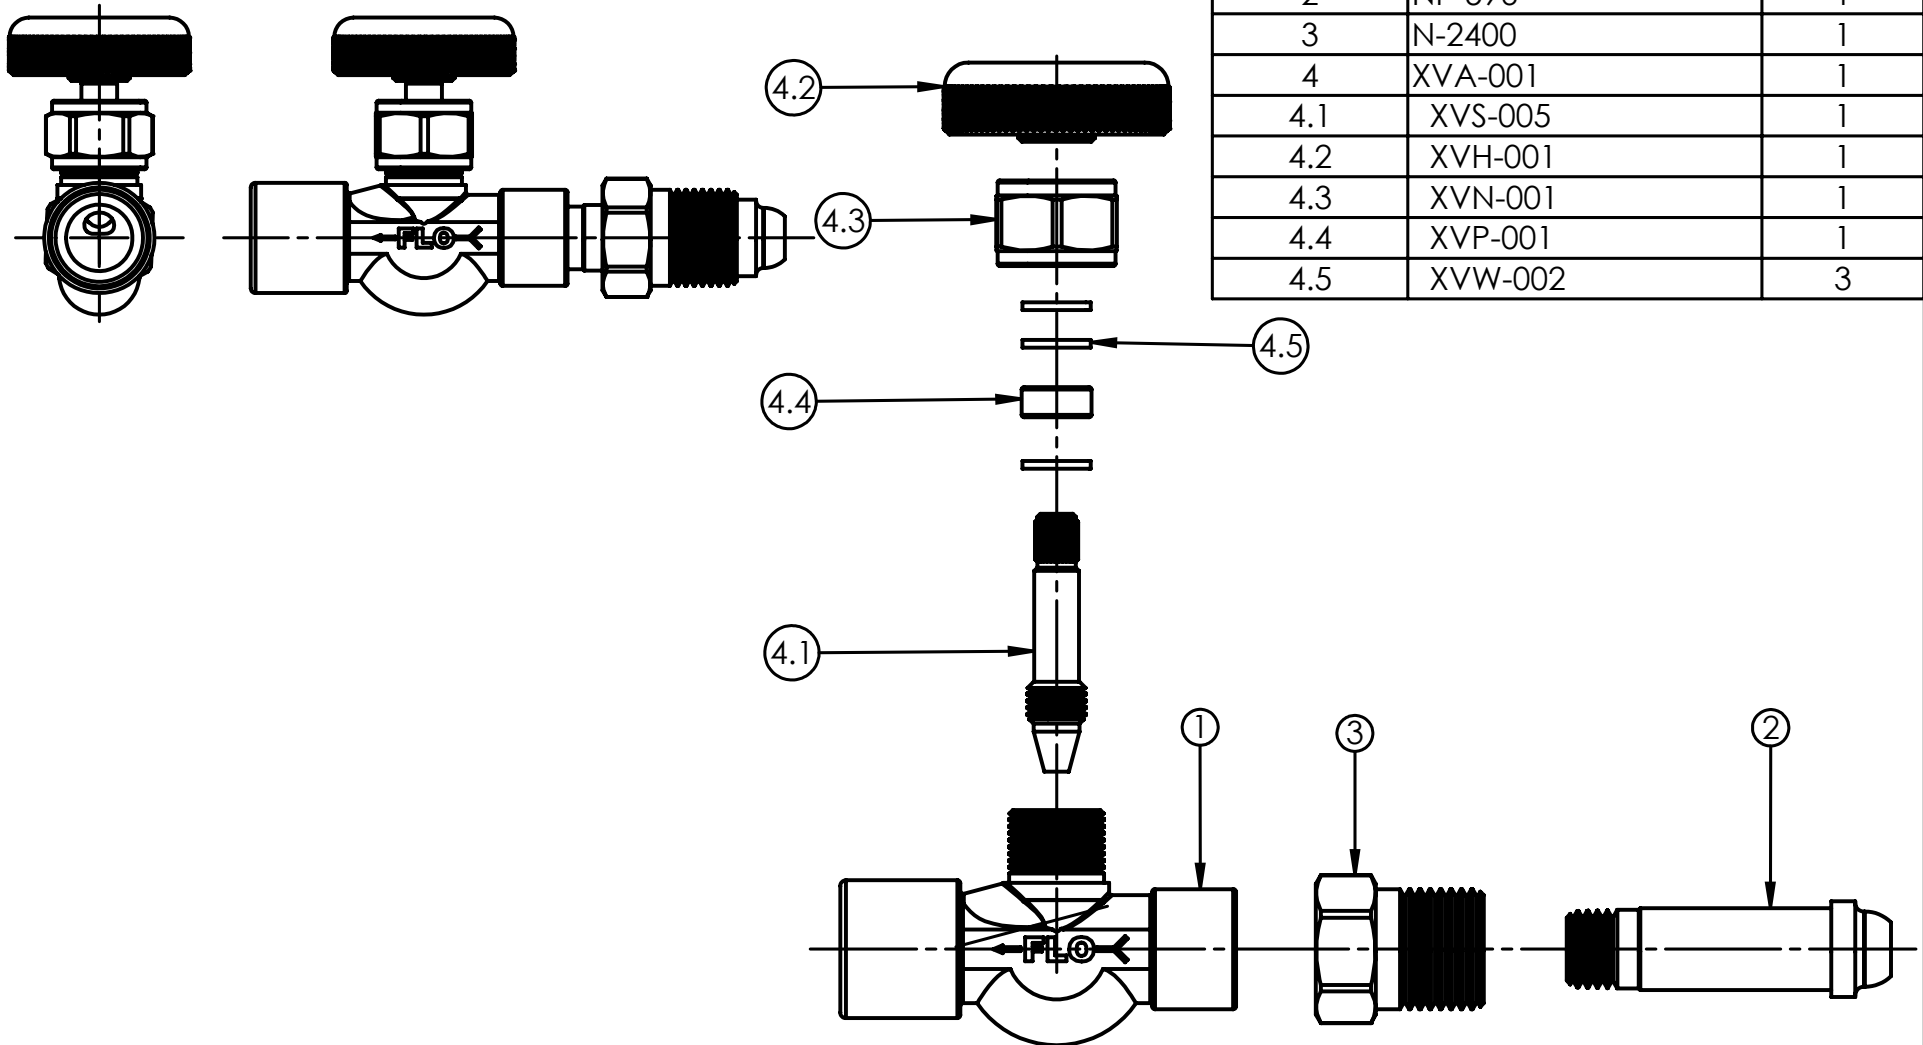 3 N-2400 1
4 XVA-001 1
4.1 XVS-005 1
4.2 XVH-001 1
4.3 XVN-001 1
4.4 XVP-001 1
4.5 XVW-002 3
4.2
4.3
FLO
4.5
4.4
4.1
1
3
2
FLO